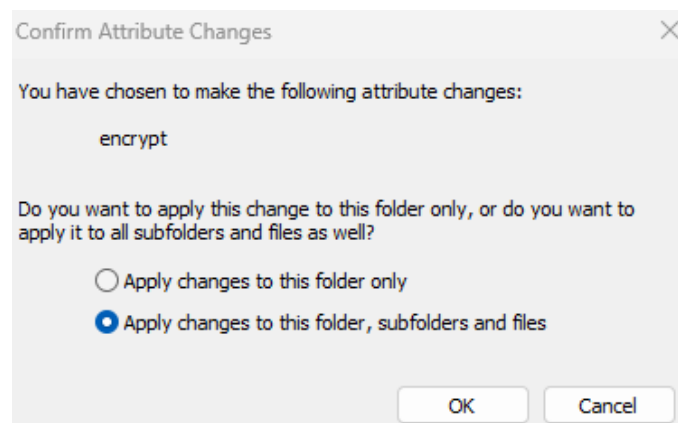 Confirm Attribute Changes
You have chosen to make the following attribute changes:
encrypt
Do you want to apply this change to this folder only, or do you want to
apply it to all subfolders and files as well?
Apply changes to this folder only
Apply changes to this folder, subfolders and files
OK
Cancel